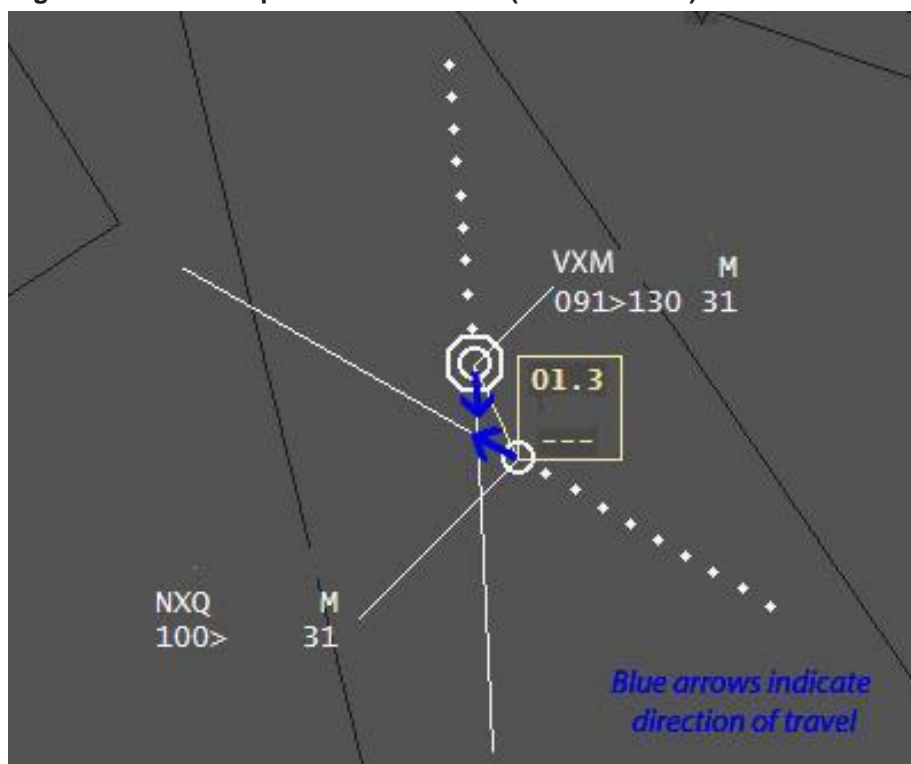 VXM M
091>130 31
01.3
---
NXQ M
100> 31
Blue arrows indicate
direction of travel